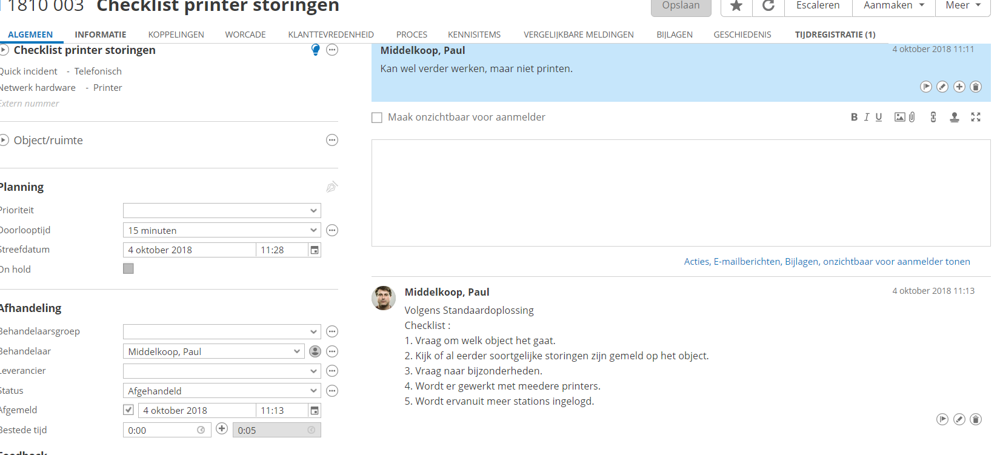 1810 003 Checklist printer storingen
Opslaan
Escaleren
Aanmaken
Meer
ALGEMEEN
INFORMATIE
KOPPELINGEN
WORCADE
KLANTTEVREDENHEID
PROCES
KENNISITEMS
VERGELIJKBARE MELDINGEN
BIJLAGEN
GESCHIEDENIS
TIJDREGISTRATIE (1)
Checklist printer storingen
Quick incident - Telefonisch
Netwerk hardware - Printer
Extern nummer
Object/ruimte
Planning
Prioriteit
Doorlooptijd 15 minuten
Streefdatum 4 oktober 2018 11:28
On hold
Afhandeling
Behandelaarsgroep
Behandelaar Middelkoop, Paul
Leverancier
Status Afgehandeld
Afgemeld 4 oktober 2018 11:13
Bestede tijd 0:00 0:05
Feedback
Middelkoop, Paul 4 oktober 2018 11:11
Kan wel verder werken, maar niet printen.
Maak onzichtbaar voor aanmelder
B I U
Acties, E-mailberichten, Bijlagen, onzichtbaar voor aanmelder tonen
Middelkoop, Paul 4 oktober 2018 11:13
Volgens Standaardoplossing
Checklist :
1. Vraag om welk object het gaat.
2. Kijk of al eerder soortgelijke storingen zijn gemeld op het object.
3. Vraag naar bijzonderheden.
4. Wordt er gewerkt met meedere printers.
5. Wordt ervanuit meer stations ingelogd.